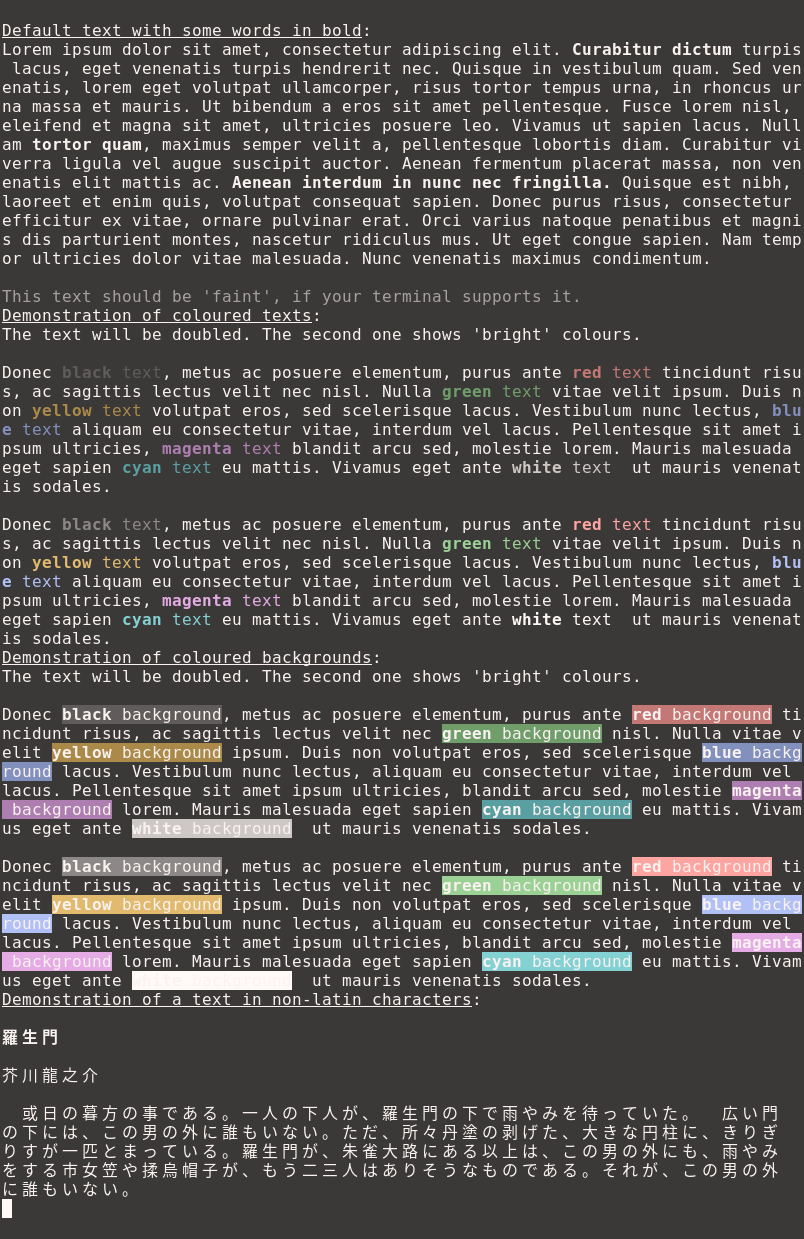 Default text with some words in bold:
Lorem ipsum dolor sit amet, consectetur adipiscing elit. Curabitur dictum turpis
 lacus, eget venenatis turpis hendrerit nec. Quisque in vestibulum quam. Sed ven
enatis, lorem eget volutpat ullamcorper, risus tortor tempus urna, in rhoncus ur
na massa et mauris. Ut bibendum a eros sit amet pellentesque. Fusce lorem nisl,
eleifend et magna sit amet, ultricies posuere leo. Vivamus ut sapien lacus. Null
am tortor quam, maximus semper velit a, pellentesque lobortis diam. Curabitur vi
verra ligula vel augue suscipit auctor. Aenean fermentum placerat massa, non ven
enatis elit mattis ac. Aenean interdum in nunc nec fringilla. Quisque est nibh,
laoreet et enim quis, volutpat consequat sapien. Donec purus risus, consectetur
efficitur ex vitae, ornare pulvinar erat. Orci varius natoque penatibus et magni
s dis parturient montes, nascetur ridiculus mus. Ut eget congue sapien. Nam temp
or ultricies dolor vitae malesuada. Nunc venenatis maximus condimentum.

This text should be 'faint', if your terminal supports it.
Demonstration of coloured texts:
The text will be doubled. The second one shows 'bright' colours.

Donec black text, metus ac posuere elementum, purus ante red text tincidunt risu
s, ac sagittis lectus velit nec nisl. Nulla green text vitae velit ipsum. Duis n
on yellow text volutpat eros, sed scelerisque lacus. Vestibulum nunc lectus, blu
e text aliquam eu consectetur vitae, interdum vel lacus. Pellentesque sit amet i
psum ultricies, magenta text blandit arcu sed, molestie lorem. Mauris malesuada
eget sapien cyan text eu mattis. Vivamus eget ante white text  ut mauris venenat
is sodales.

Donec black text, metus ac posuere elementum, purus ante red text tincidunt risu
s, ac sagittis lectus velit nec nisl. Nulla green text vitae velit ipsum. Duis n
on yellow text volutpat eros, sed scelerisque lacus. Vestibulum nunc lectus, blu
e text aliquam eu consectetur vitae, interdum vel lacus. Pellentesque sit amet i
psum ultricies, magenta text blandit arcu sed, molestie lorem. Mauris malesuada
eget sapien cyan text eu mattis. Vivamus eget ante white text  ut mauris venenat
is sodales.
Demonstration of coloured backgrounds:
The text will be doubled. The second one shows 'bright' colours.

Donec black background, metus ac posuere elementum, purus ante red background ti
ncidunt risus, ac sagittis lectus velit nec green background nisl. Nulla vitae v
elit yellow background ipsum. Duis non volutpat eros, sed scelerisque blue backg
round lacus. Vestibulum nunc lectus, aliquam eu consectetur vitae, interdum vel
lacus. Pellentesque sit amet ipsum ultricies, blandit arcu sed, molestie magenta
 background lorem. Mauris malesuada eget sapien cyan background eu mattis. Vivam
us eget ante white background  ut mauris venenatis sodales.

Donec black background, metus ac posuere elementum, purus ante red background ti
ncidunt risus, ac sagittis lectus velit nec green background nisl. Nulla vitae v
elit yellow background ipsum. Duis non volutpat eros, sed scelerisque blue backg
round lacus. Vestibulum nunc lectus, aliquam eu consectetur vitae, interdum vel
lacus. Pellentesque sit amet ipsum ultricies, blandit arcu sed, molestie magenta
 background lorem. Mauris malesuada eget sapien cyan background eu mattis. Vivam
us eget ante white background  ut mauris venenatis sodales.
Demonstration of a text in non-latin characters:

羅生門

芥川龍之介

　或日の暮方の事である。一人の下人が、羅生門の下で雨やみを待っていた。　広い門
の下には、この男の外に誰もいない。ただ、所々丹塗の剥げた、大きな円柱に、きりぎ
りすが一匹とまっている。羅生門が、朱雀大路にある以上は、この男の外にも、雨やみ
をする市女笠や揉烏帽子が、もう二三人はありそうなものである。それが、この男の外
に誰もいない。